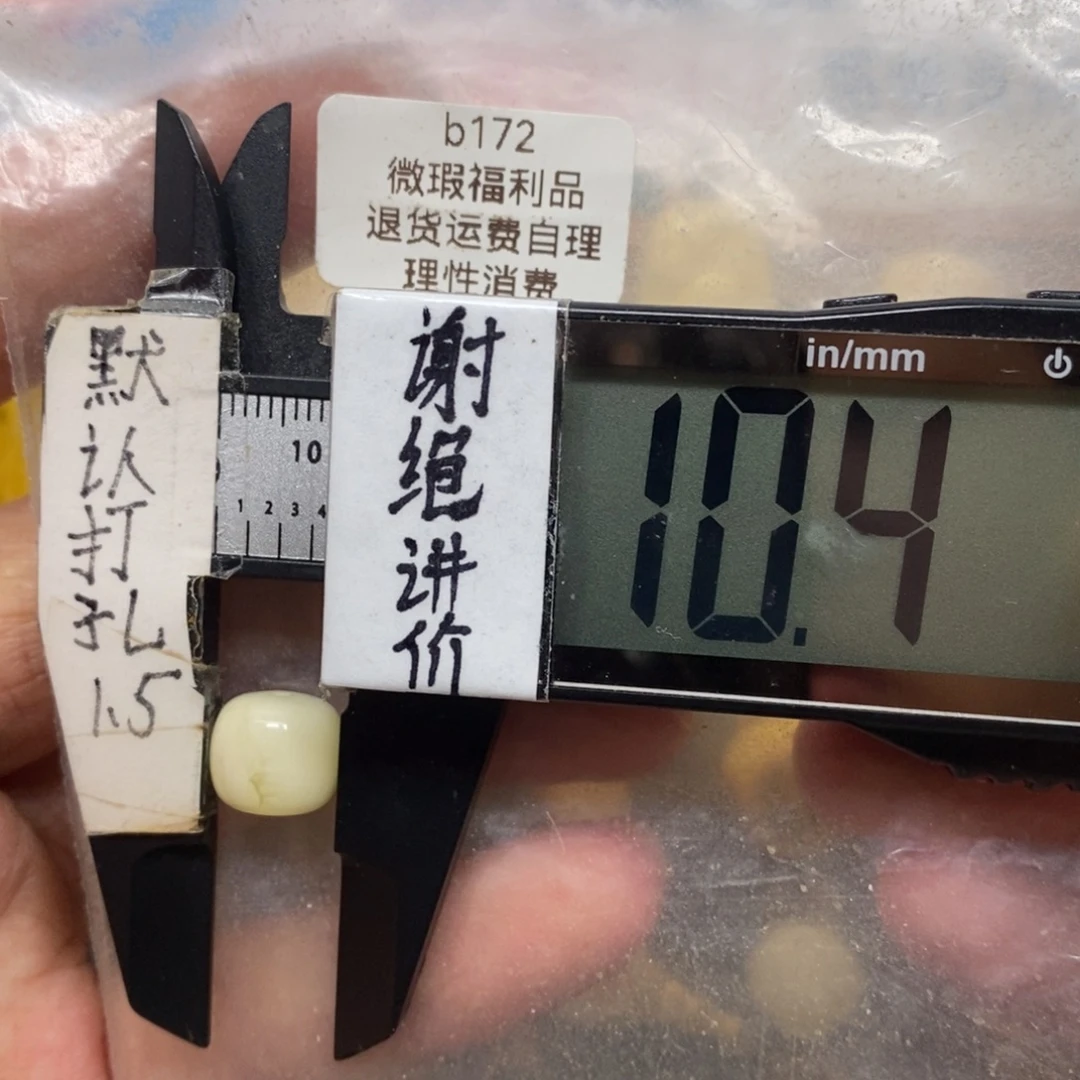 b172
微瑕福利品
退货运费自理
理性消费
谢
绝
讲
价
默
认
打
孔
1.5
in/mm
10.4
10
1 2 3 4